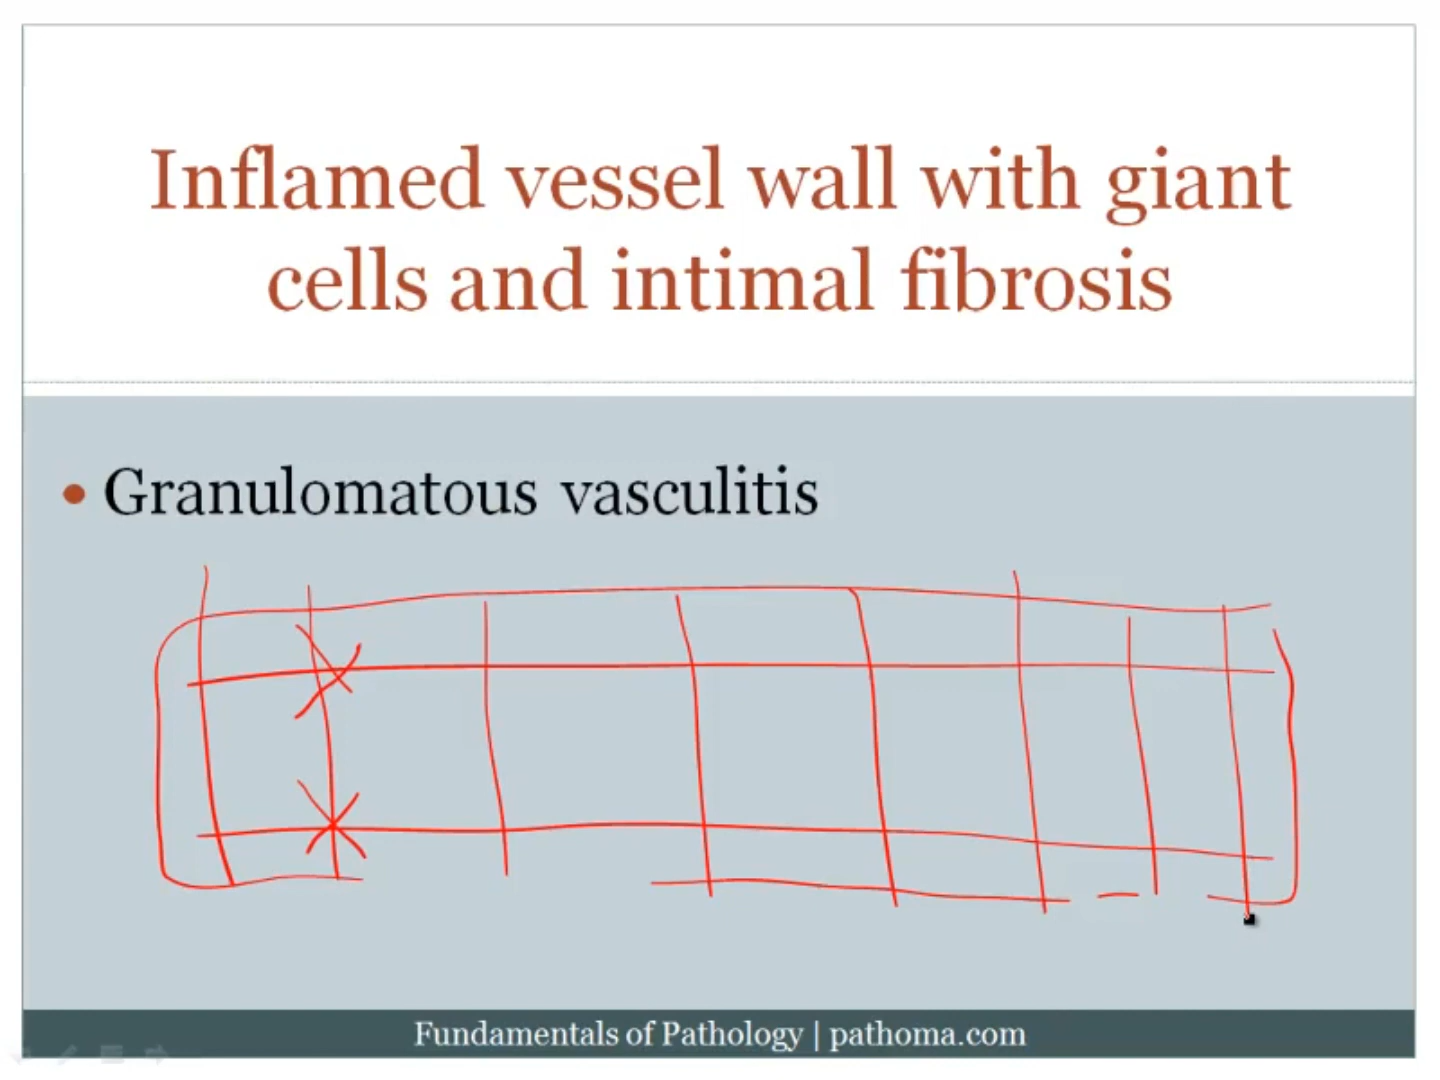 Inflamed vessel wall with giant
cells and intimal fibrosis
• Granulomatous vasculitis
Fundamentals of Pathology | pathoma.com